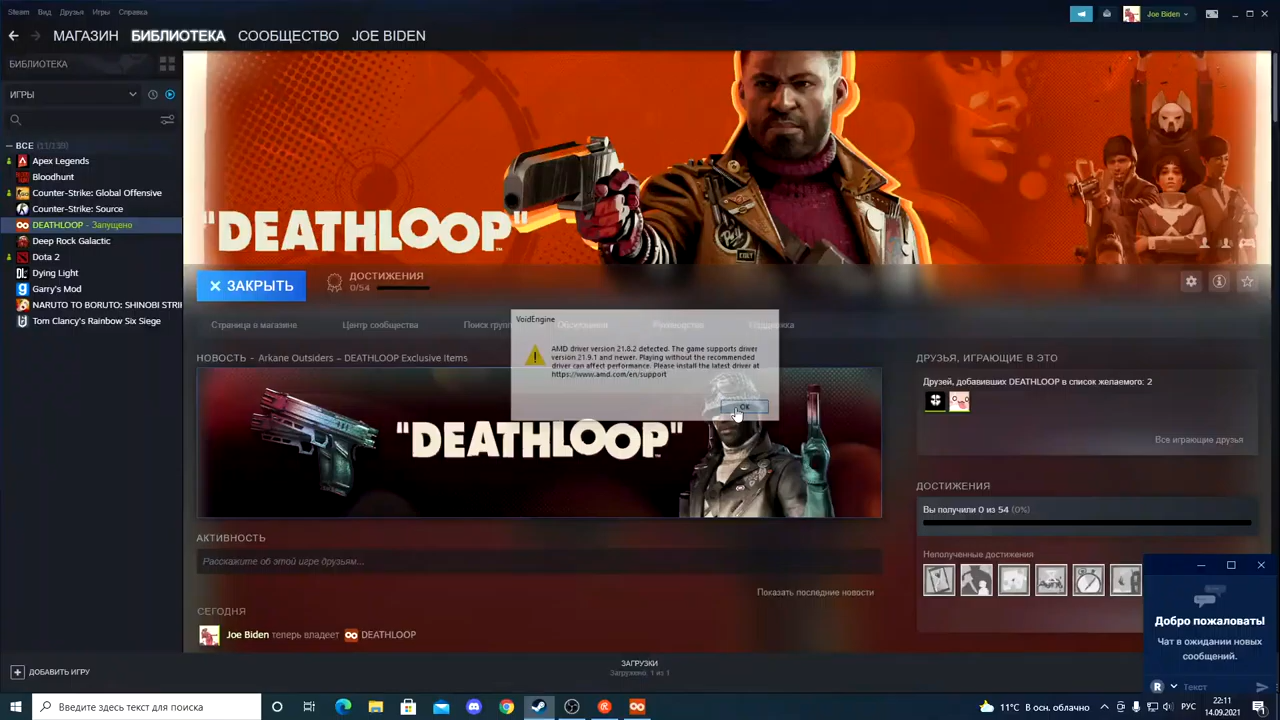 Steam Вид Друзья Игры Справка
Joe Biden
МАГАЗИН БИБЛИОТЕКА СООБЩЕСТВО JOE BIDEN
БИБЛИОТЕКА
ИГРЫ
ВСЕ (11/139)
Apex Legends
Bloodhunt
Counter-Strike: Global Offensive
Counter-Strike: Source
DEATHLOOP - Запущено
Deep Rock Galactic
Dota 2
Dying Light
Garry's Mod
NARUTO TO BORUTO: SHINOBI STRI
Tom Clancy's Rainbow Six Siege
"DEATHLOOP"
ЗАКРЫТЬ
ДОСТИЖЕНИЯ
0/54
Страница в магазине Центр сообщества Поиск групп Обсуждения Руководства Поддержка
VoidEngine
AMD driver version 21.8.2 detected. The game supports driver
version 21.9.1 and newer. Playing without the recommended
driver can affect performance. Please install the latest driver at
https://www.amd.com/en/support
OK
НОВОСТЬ - Arkane Outsiders – DEATHLOOP Exclusive Items
"DEATHLOOP"
АКТИВНОСТЬ
Расскажите об этой игре друзьям...
Показать последние новости
СЕГОДНЯ
Joe Biden теперь владеет DEATHLOOP
ДРУЗЬЯ, ИГРАЮЩИЕ В ЭТО
Друзей, добавивших DEATHLOOP в список желаемого: 2
Все играющие друзья
ДОСТИЖЕНИЯ
Вы получили 0 из 54 (0%)
Неполученные достижения
Добро пожаловать!
Чат в ожидании новых
сообщений.
R Текст
ДОБАВИТЬ ИГРУ
ЗАГРУЗКИ
Загружено: 1 из 1
Введите здесь текст для поиска
11°C В осн. облачно
РУС
22:11
14.09.2021